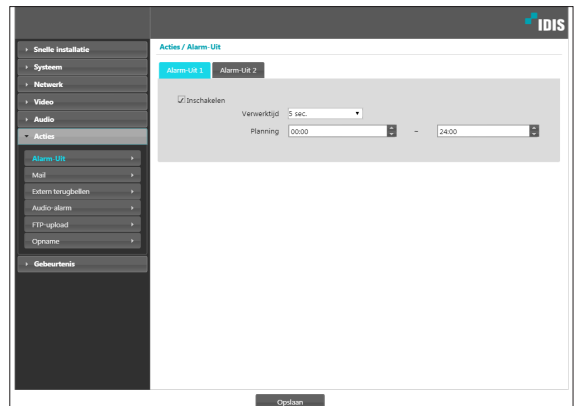 IDIS
Snelle installatie
Systeem
Netwerk
Video
Audio
Acties
Alarm-Uit
Mail
Extern terugbellen
Audio-alarm
FTP-upload
Opname
Gebeurtenis
Acties / Alarm-Uit
Alarm-Uit 1 Alarm-Uit 2
Inschakelen
Verwerktijd 5 sec.
Planning 00:00 – 24:00
Opslaan